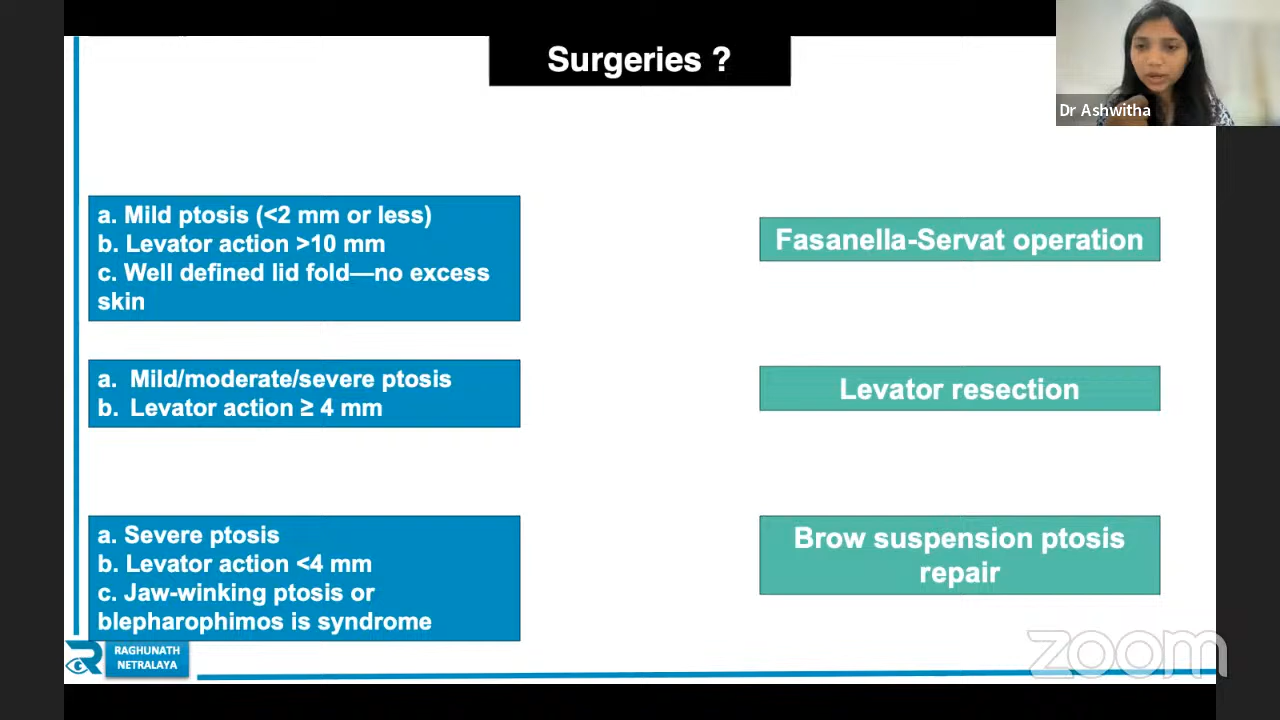 Surgeries ?
Dr Ashwitha
a. Mild ptosis (<2 mm or less)
b. Levator action >10 mm
c. Well defined lid fold—no excess
skin
Fasanella-Servat operation
a. Mild/moderate/severe ptosis
b. Levator action ≥ 4 mm
Levator resection
a. Severe ptosis
b. Levator action <4 mm
c. Jaw-winking ptosis or
blepharophimos is syndrome
Brow suspension ptosis
repair
RAGHUNATH
NETRALAYA
zoom